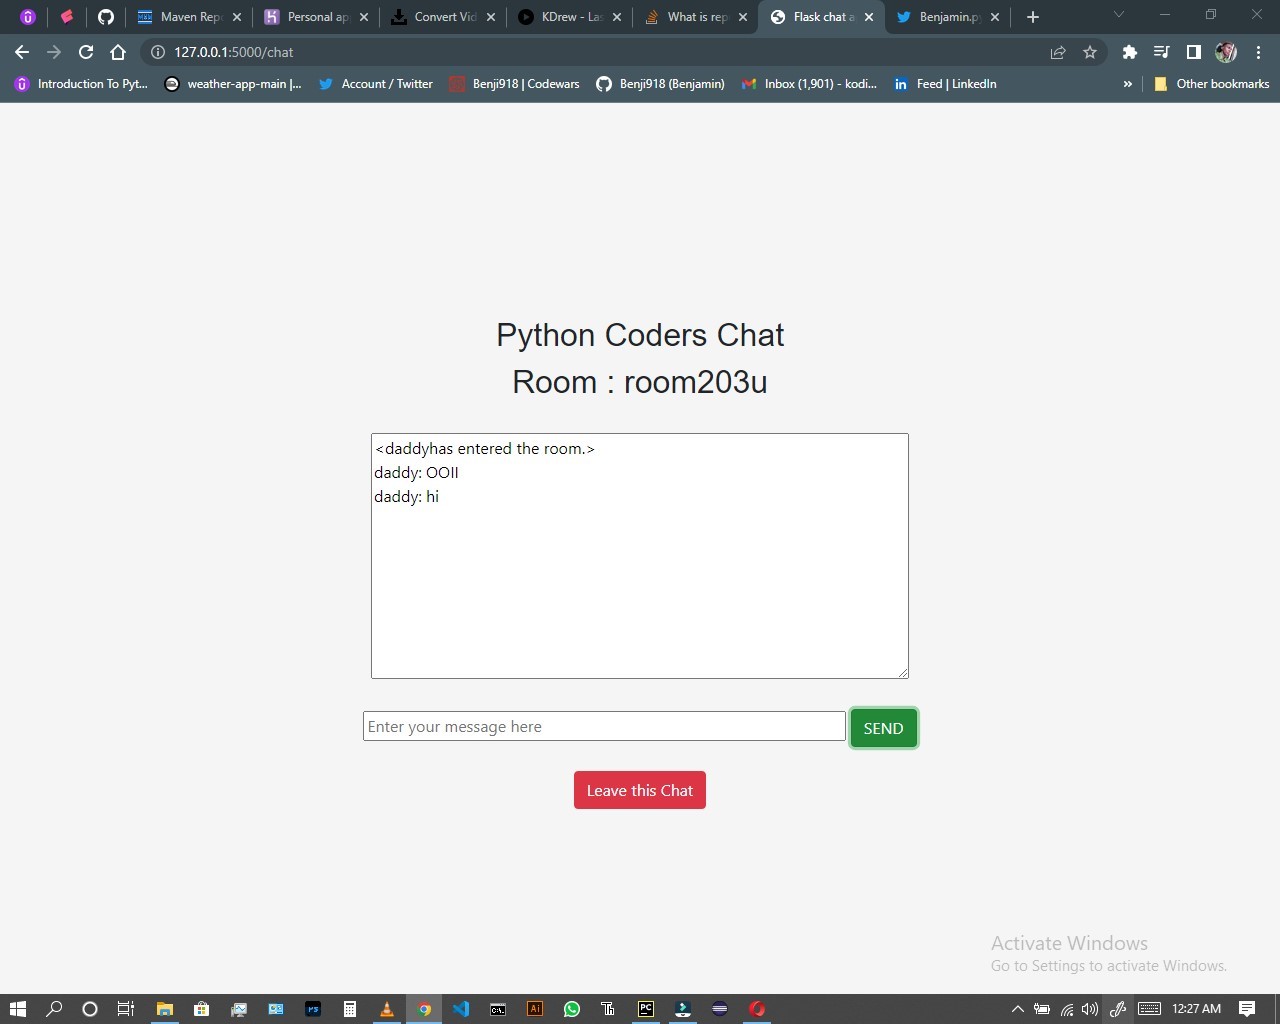 Maven Repo
Personal ap
Convert Vid
KDrew - Las
What is rep
Flask chat a
Benjamin.p
127.0.0.1:5000/chat
Introduction To Pyt...
weather-app-main |...
Account / Twitter
Benji918 | Codewars
Benji918 (Benjamin)
Inbox (1,901) - kodi...
Feed | LinkedIn
»
Other bookmarks
Python Coders Chat
Room : room203u
<daddyhas entered the room.>
daddy: OOII
daddy: hi
Enter your message here
SEND
Leave this Chat
Activate Windows
Go to Settings to activate Windows.
12:27 AM